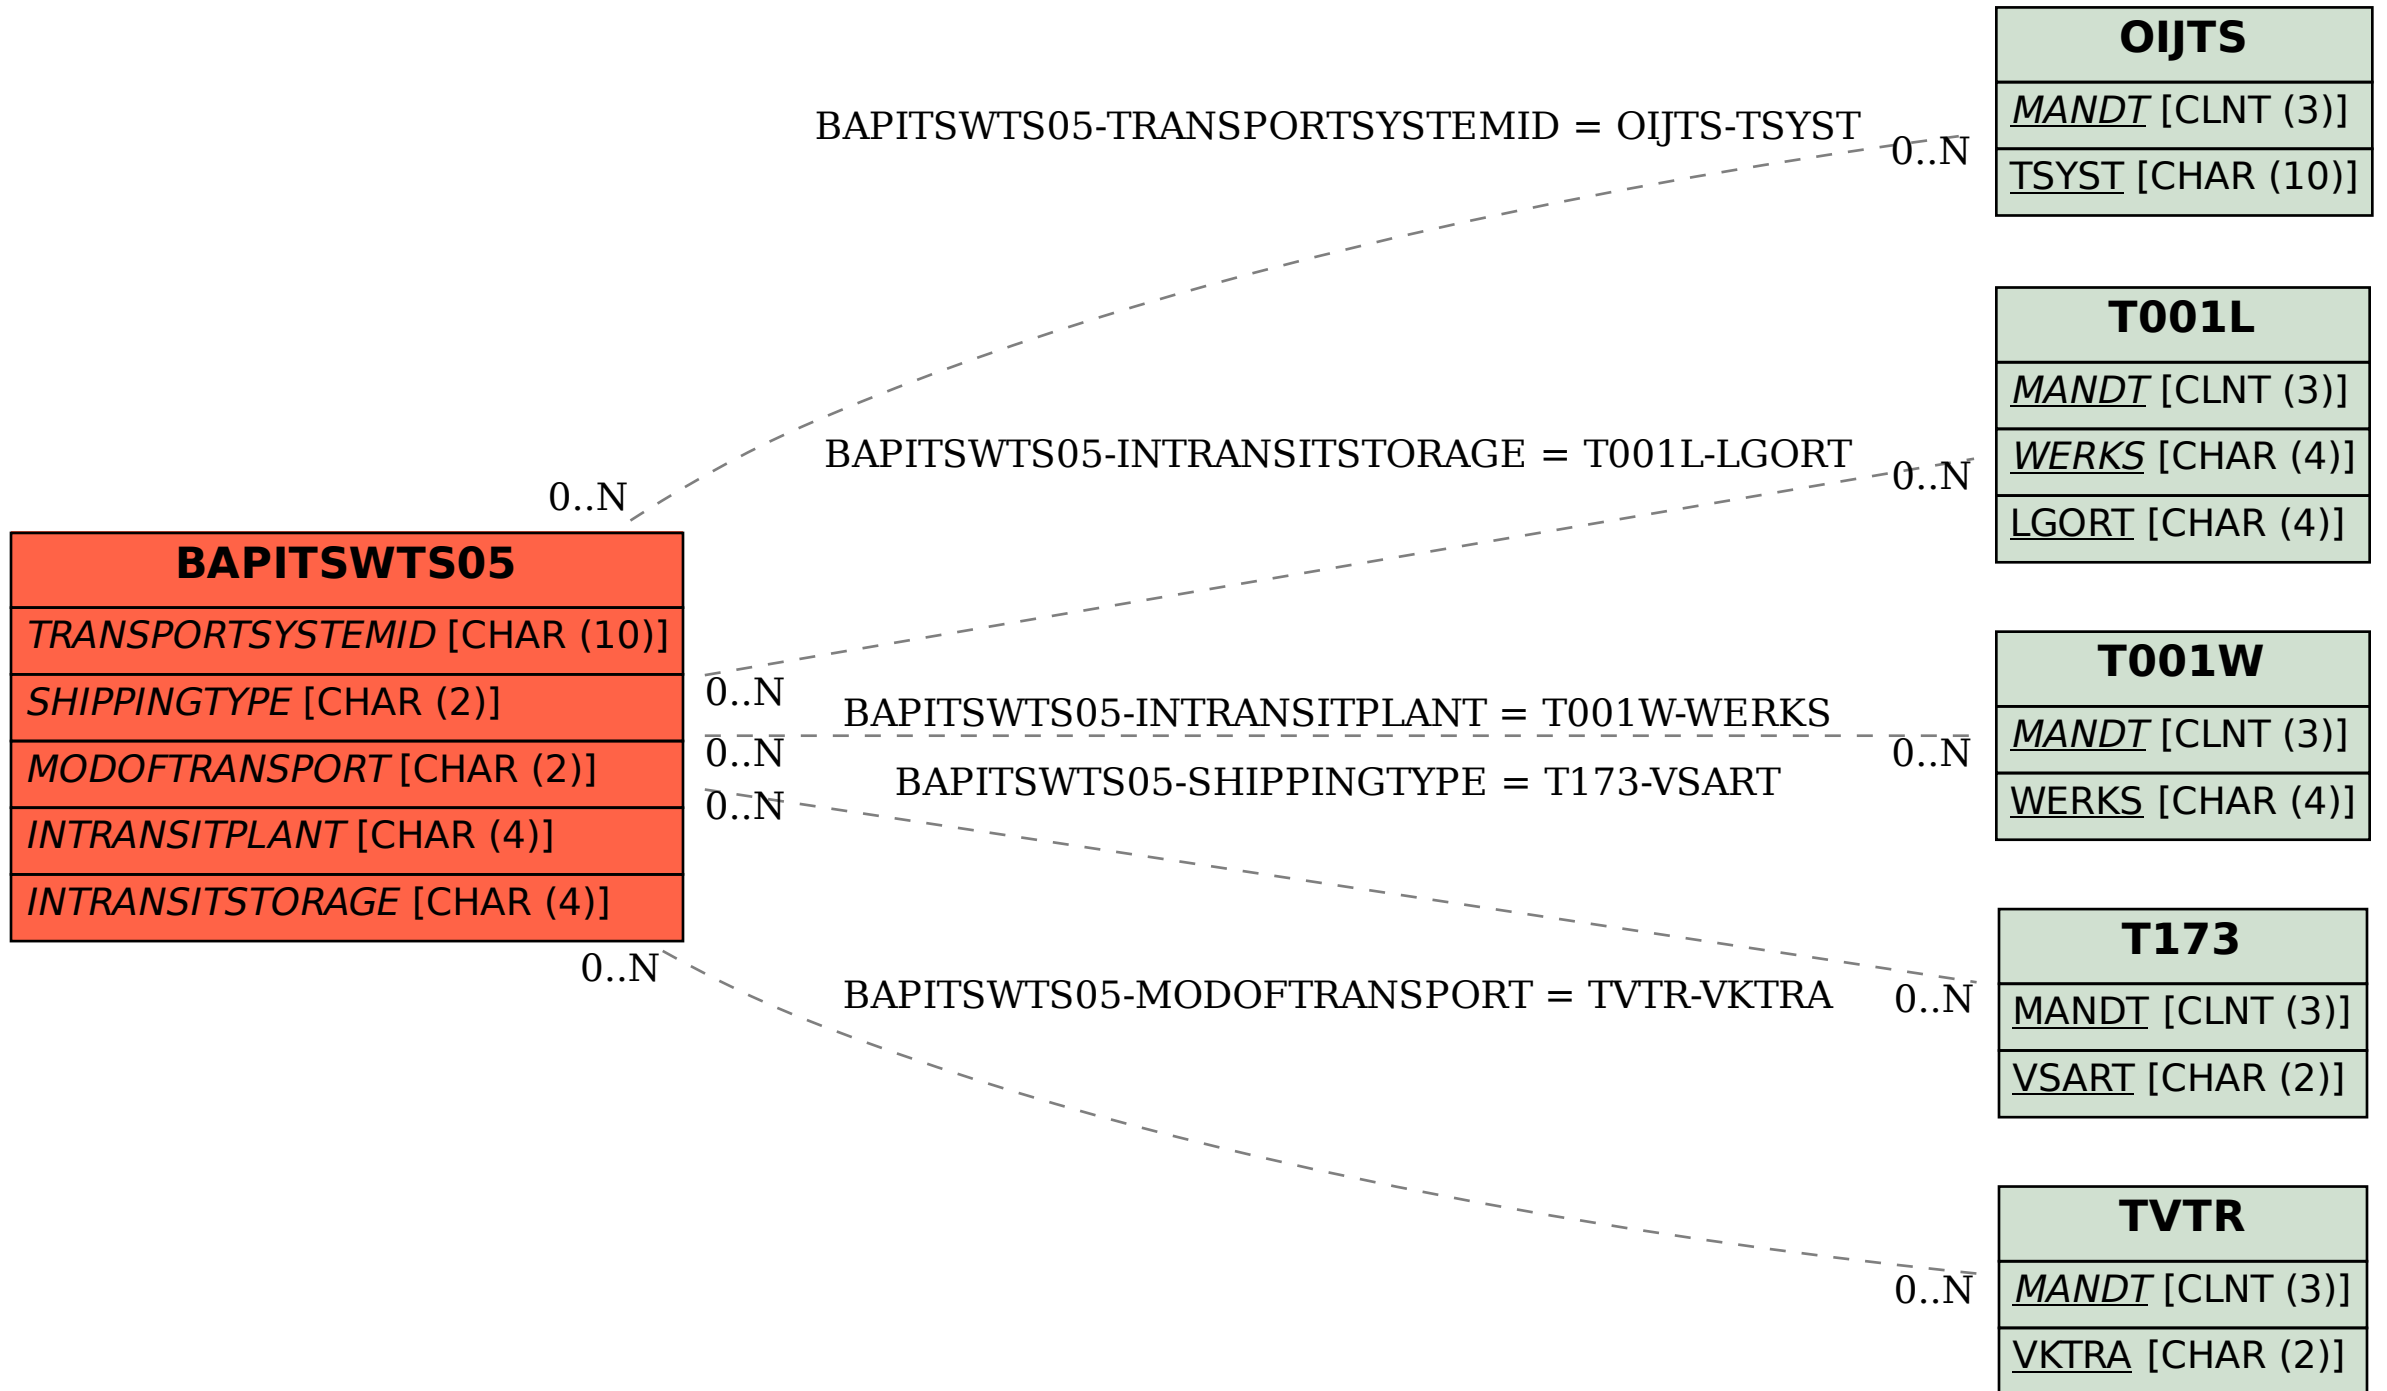 OIJTS
MANDT [CLNT (3)]
TSYST [CHAR (10)]
BAPITSWTS05-TRANSPORTSYSTEMID = OIJTS-TSYST
0..N
0..N
T001L
MANDT [CLNT (3)]
WERKS [CHAR (4)]
LGORT [CHAR (4)]
BAPITSWTS05-INTRANSITSTORAGE = T001L-LGORT
0..N
0..N
BAPITSWTS05
TRANSPORTSYSTEMID [CHAR (10)]
SHIPPINGTYPE [CHAR (2)]
MODOFTRANSPORT [CHAR (2)]
INTRANSITPLANT [CHAR (4)]
INTRANSITSTORAGE [CHAR (4)]
T001W
MANDT [CLNT (3)]
WERKS [CHAR (4)]
BAPITSWTS05-INTRANSITPLANT = T001W-WERKS
0..N
0..N
BAPITSWTS05-SHIPPINGTYPE = T173-VSART
0..N
0..N
T173
MANDT [CLNT (3)]
VSART [CHAR (2)]
BAPITSWTS05-MODOFTRANSPORT = TVTR-VKTRA
0..N
0..N
TVTR
MANDT [CLNT (3)]
VKTRA [CHAR (2)]